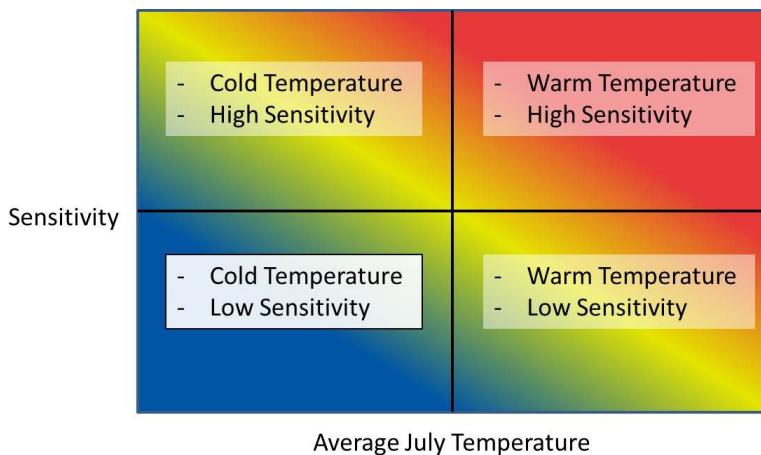 - Cold Temperature
- High Sensitivity
- Warm Temperature
- High Sensitivity
Sensitivity
- Cold Temperature
- Low Sensitivity
- Warm Temperature
- Low Sensitivity
Average July Temperature